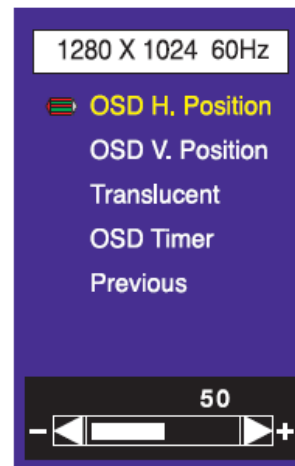 1280 X 1024 60Hz
OSD H. Position
OSD V. Position
Translucent
OSD Timer
Previous
50
- +